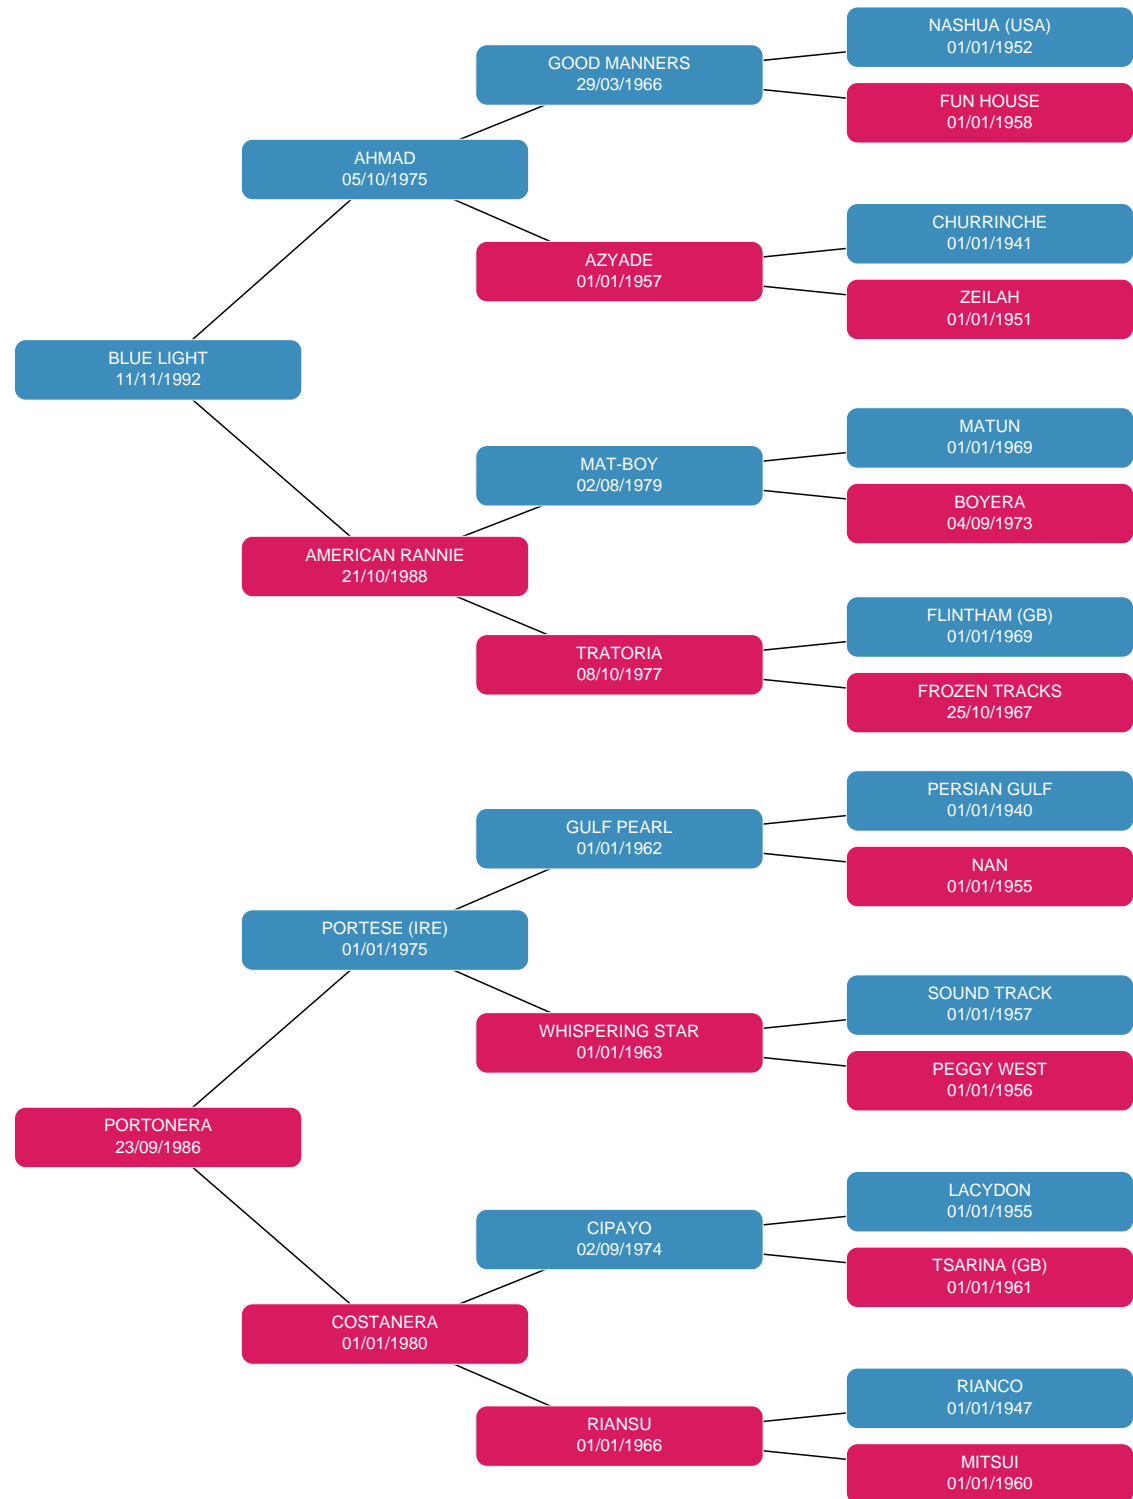 NASHUA (USA)
01/01/1952
GOOD MANNERS
29/03/1966
FUN HOUSE
01/01/1958
AHMAD
05/10/1975
CHURRINCHE
01/01/1941
AZYADE
01/01/1957
ZEILAH
01/01/1951
BLUE LIGHT
11/11/1992
MATUN
01/01/1969
MAT-BOY
02/08/1979
BOYERA
04/09/1973
AMERICAN RANNIE
21/10/1988
FLINTHAM (GB)
01/01/1969
TRATORIA
08/10/1977
FROZEN TRACKS
25/10/1967
PERSIAN GULF
01/01/1940
GULF PEARL
01/01/1962
NAN
01/01/1955
PORTESE (IRE)
01/01/1975
SOUND TRACK
01/01/1957
WHISPERING STAR
01/01/1963
PEGGY WEST
01/01/1956
PORTONERA
23/09/1986
LACYDON
01/01/1955
CIPAYO
02/09/1974
TSARINA (GB)
01/01/1961
COSTANERA
01/01/1980
RIANCO
01/01/1947
RIANSU
01/01/1966
MITSUI
01/01/1960